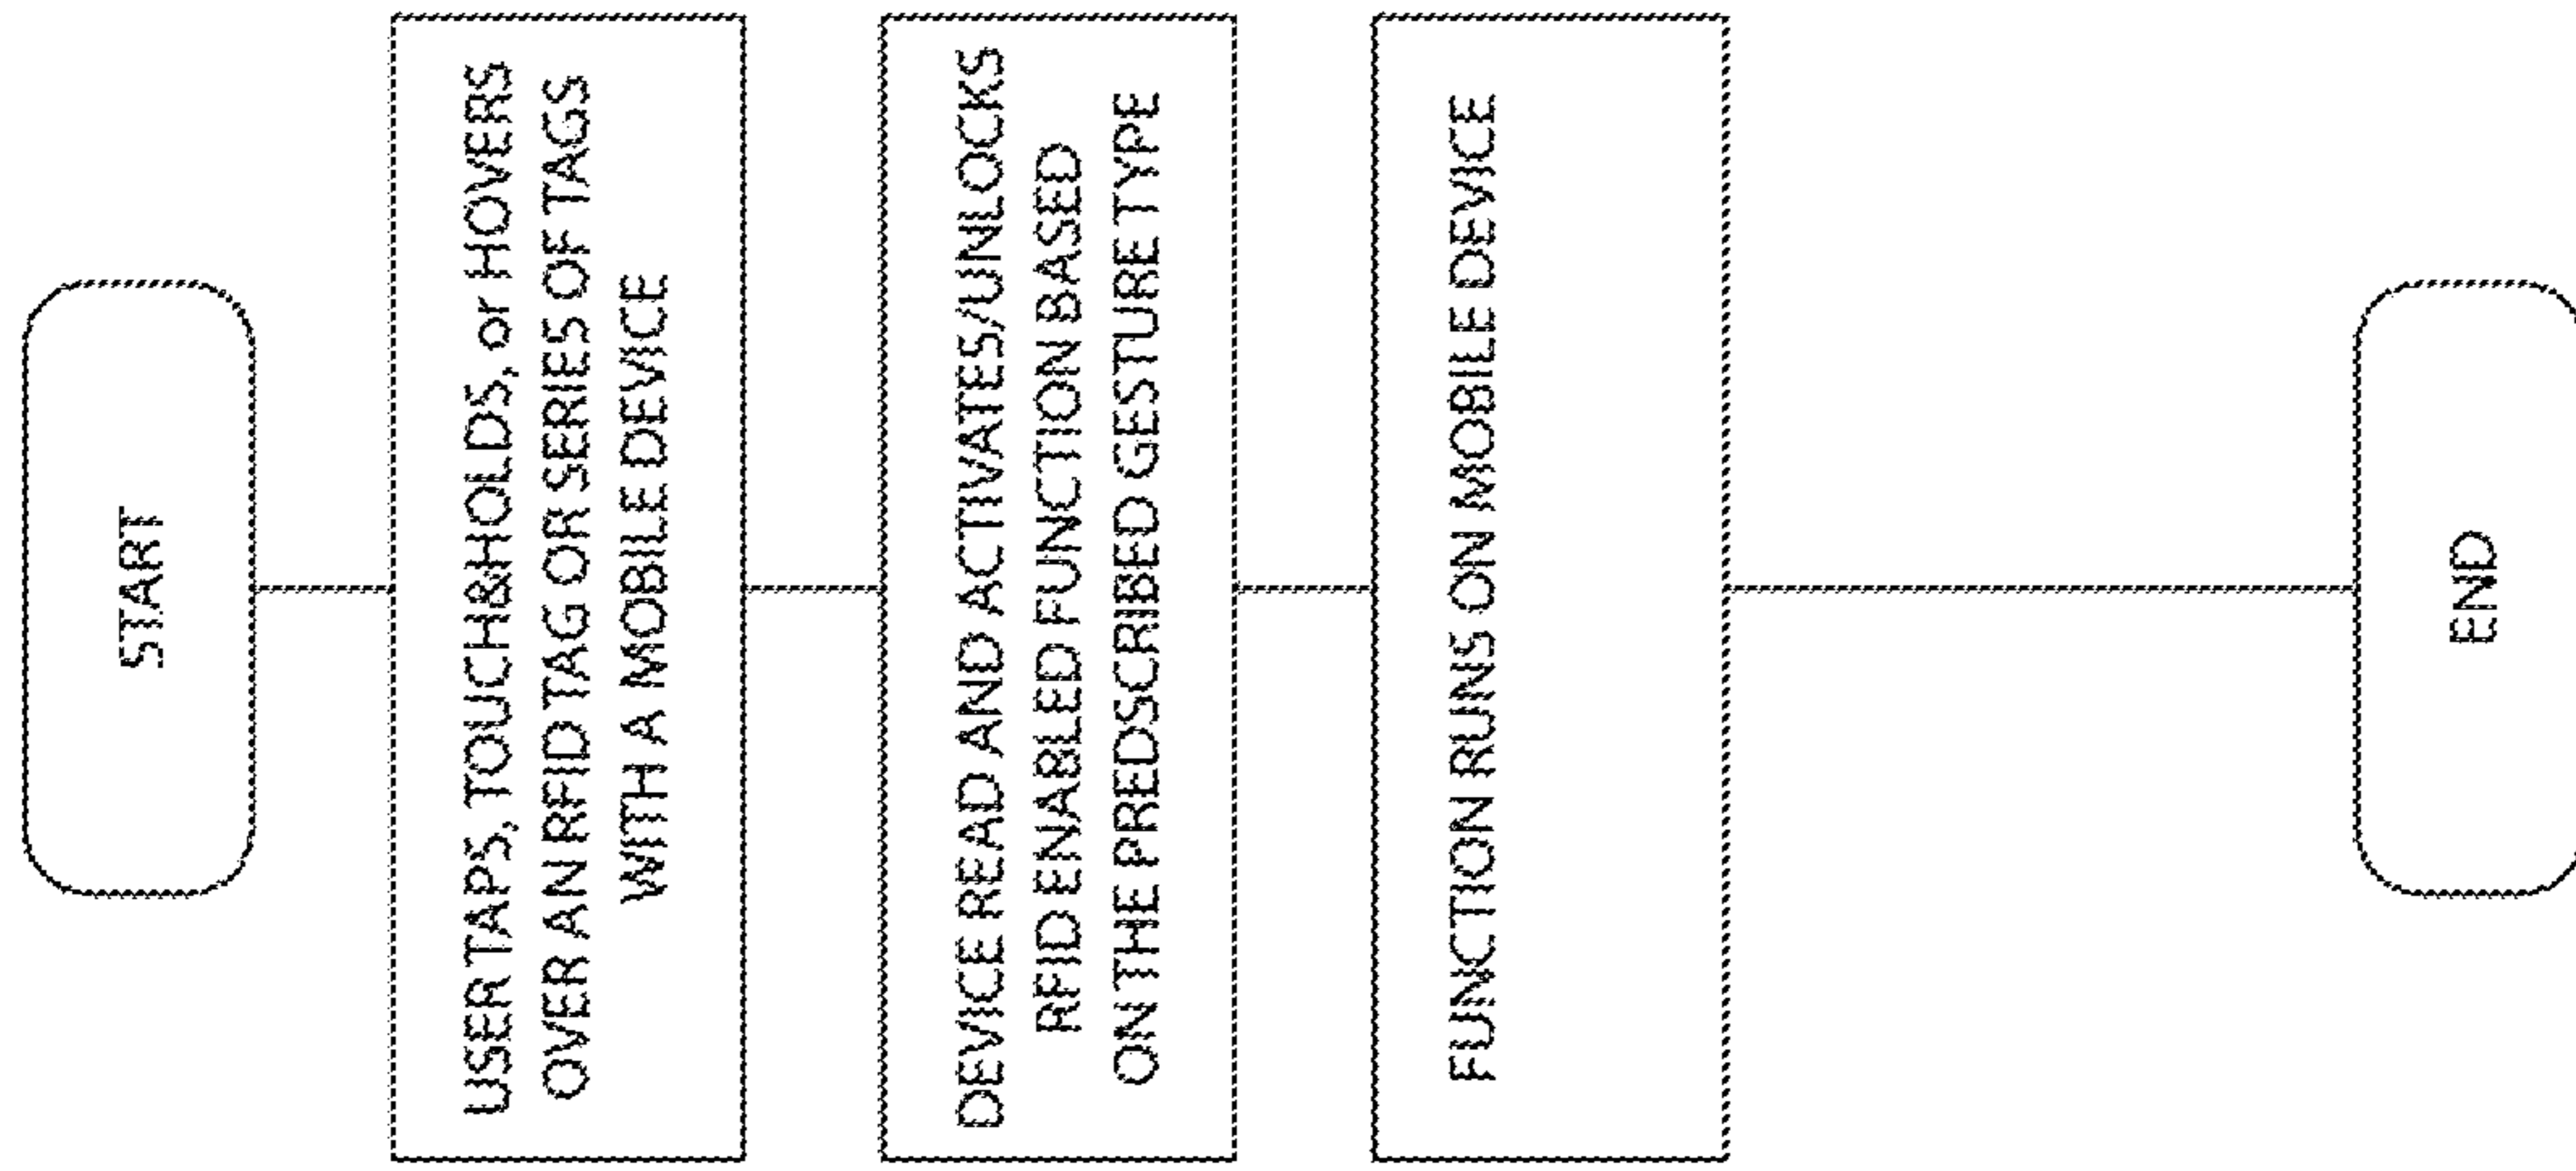 START
USER TAPS, TOUCH&HOLDS, or HOVERS
OVER AN RFID TAG OR SERIES OF TAGS
WITH A MOBILE DEVICE
DEVICE READ AND ACTIVATES/UNLOCKS
RFID ENABLED FUNCTION BASED
ON THE PREDSCRIBED GESTURE TYPE
FUNCTION RUNS ON MOBILE DEVICE
END